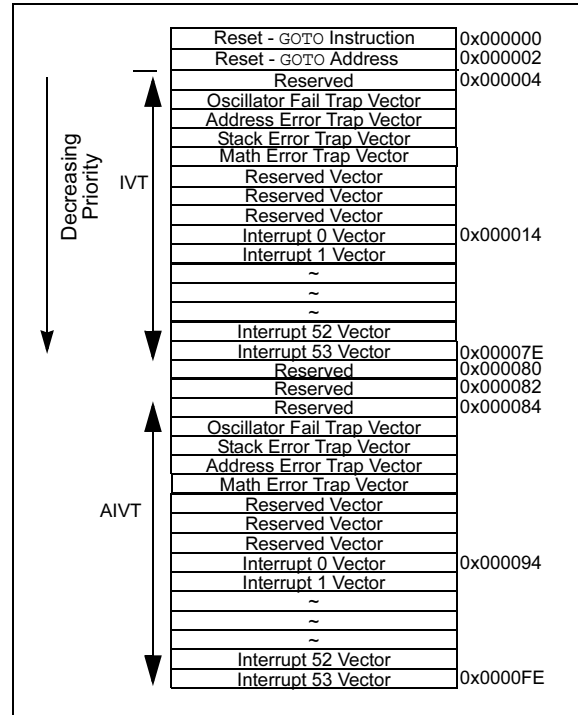 Reset - GOTO Instruction 0x000000
Reset - GOTO Address 0x000002
Reserved 0x000004
Oscillator Fail Trap Vector
Address Error Trap Vector
Stack Error Trap Vector
Math Error Trap Vector
Reserved Vector
Reserved Vector
Reserved Vector
Interrupt 0 Vector 0x000014
Interrupt 1 Vector
~
~
~
Interrupt 52 Vector
Interrupt 53 Vector 0x00007E
Reserved 0x000080
Reserved 0x000082
Reserved 0x000084
Oscillator Fail Trap Vector
Stack Error Trap Vector
Address Error Trap Vector
Math Error Trap Vector
Reserved Vector
Reserved Vector
Reserved Vector
Interrupt 0 Vector 0x000094
Interrupt 1 Vector
~
~
~
Interrupt 52 Vector
Interrupt 53 Vector 0x0000FE
Decreasing
Priority
IVT
AIVT